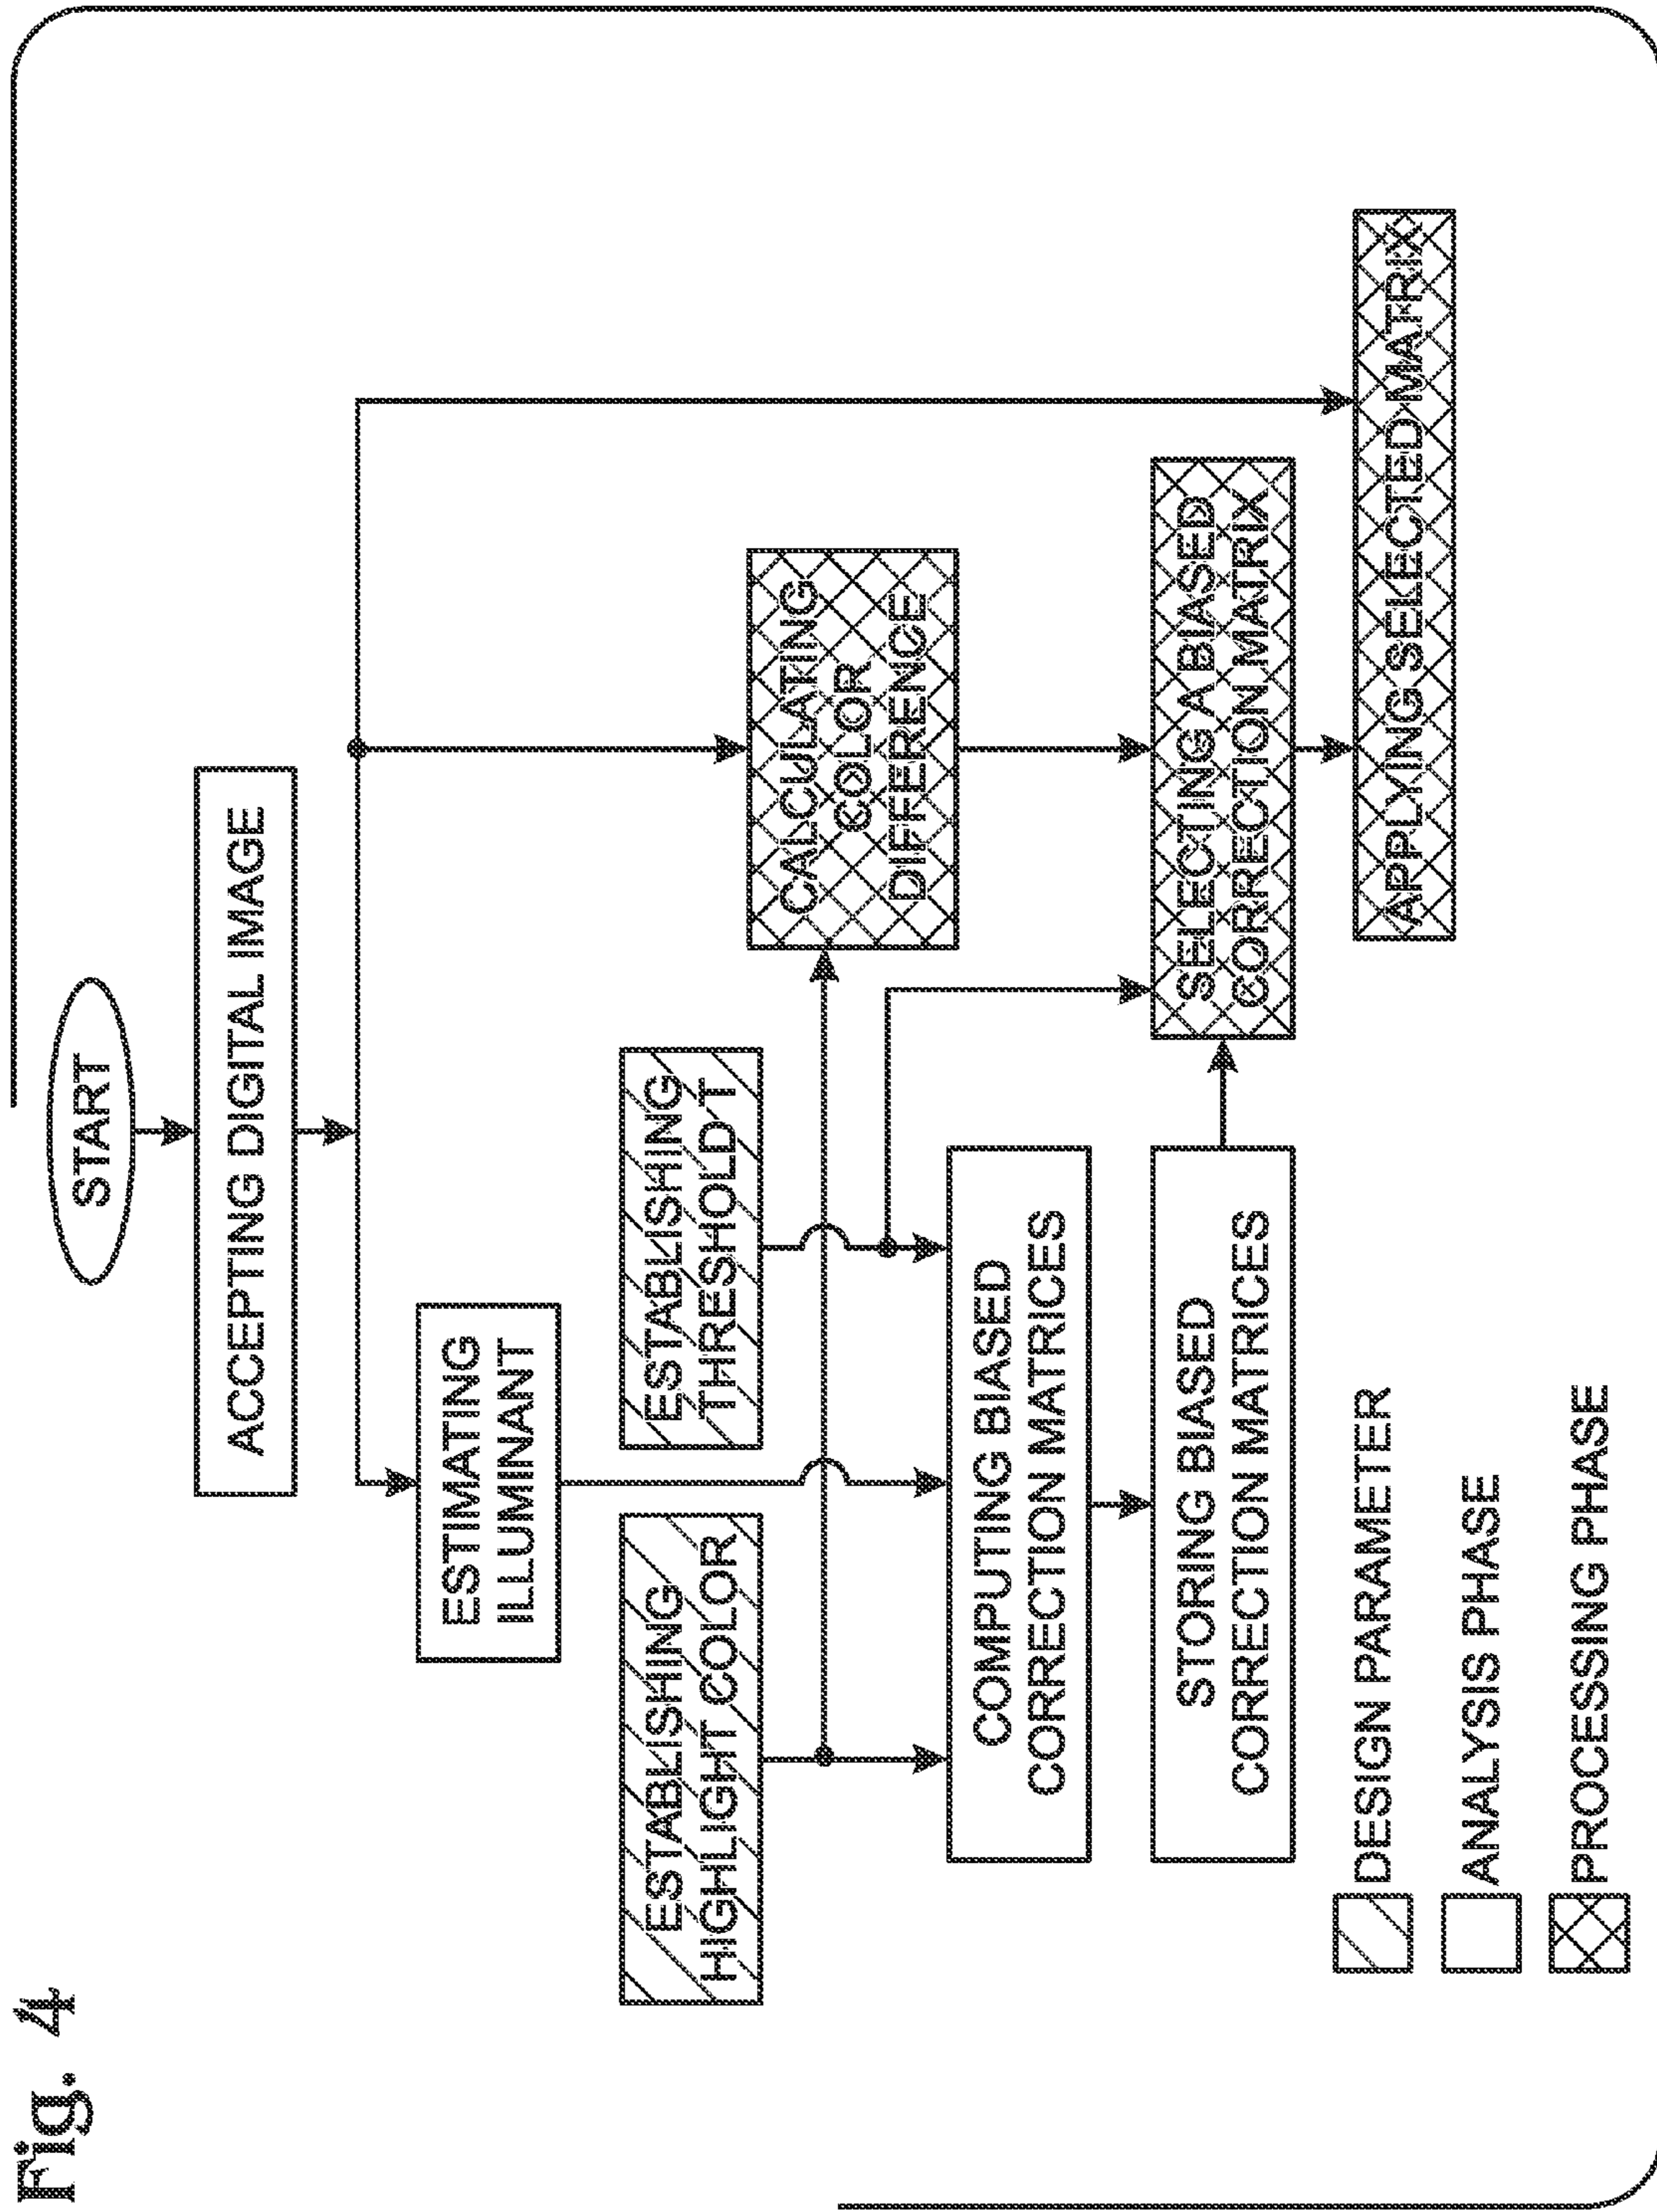 Fig. 4
START
ACCEPTING DIGITAL IMAGE
ESTIMATING
ILLUMINANT
ESTABLISHING
HIGHLIGHT COLOR
ESTABLISHING
THRESHOLD T
CALCULATING
COLOR
DIFFERENCE
COMPUTING BIASED
CORRECTION MATRICES
STORING BIASED
CORRECTION MATRICES
SELECTING A BIASED
CORRECTION MATRIX
APPLYING SELECTED MATRIX
DESIGN PARAMETER
ANALYSIS PHASE
PROCESSING PHASE